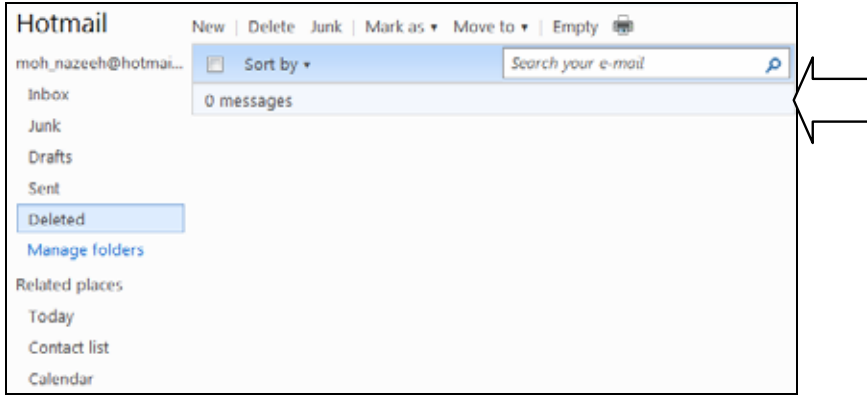 Hotmail
New | Delete Junk | Mark as ▾ Move to ▾ | Empty
moh_nazeeh@hotmai...
Sort by ▾
Search your e-mail
Inbox
0 messages
Junk
Drafts
Sent
Deleted
Manage folders
Related places
Today
Contact list
Calendar